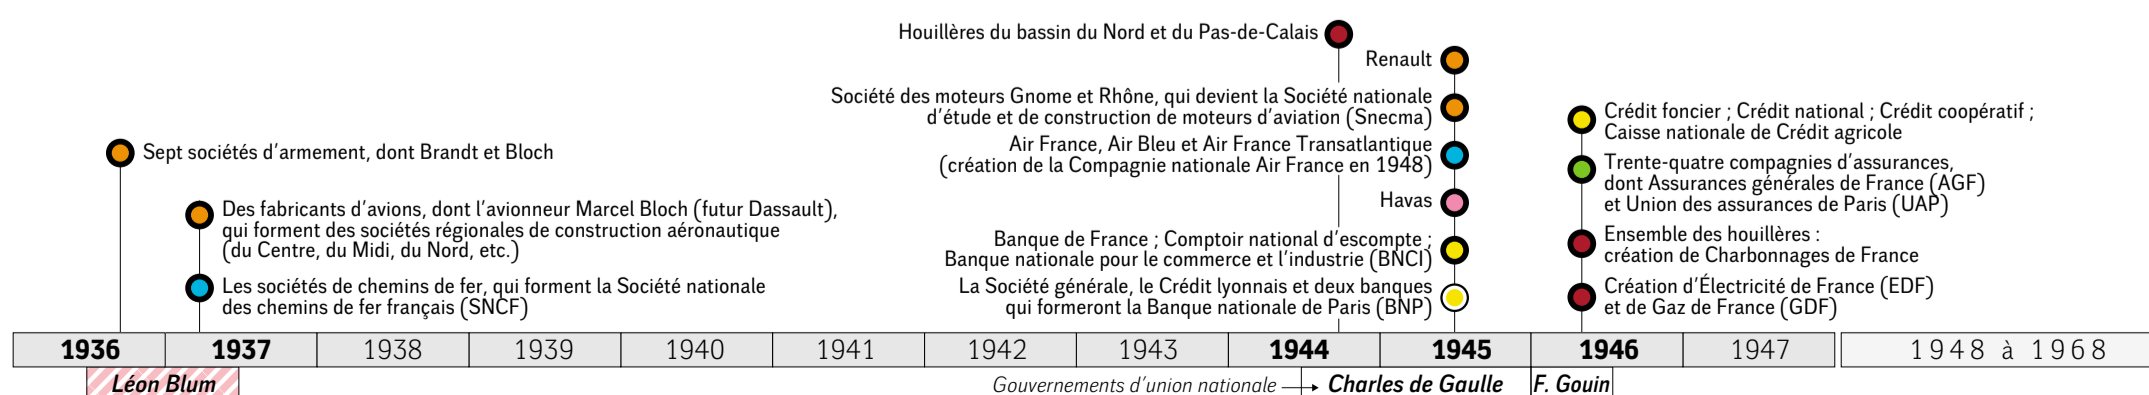 Houillères du bassin du Nord et du Pas-de-Calais
Renault
Société des moteurs Gnome et Rhône, qui devient la Société nationale
d'étude et de construction de moteurs d'aviation (Snecma)
Air France, Air Bleu et Air France Transatlantique
(création de la Compagnie nationale Air France en 1948)
Havas
Banque de France ; Comptoir national d'escompte ;
Banque nationale pour le commerce et l'industrie (BNCI)
La Société générale, le Crédit lyonnais et deux banques
qui formeront la Banque nationale de Paris (BNP)
Sept sociétés d'armement, dont Brandt et Bloch
Des fabricants d'avions, dont l'avionneur Marcel Bloch (futur Dassault),
qui forment des sociétés régionales de construction aéronautique
(du Centre, du Midi, du Nord, etc.)
Les sociétés de chemins de fer, qui forment la Société nationale
des chemins de fer français (SNCF)
Crédit foncier ; Crédit national ; Crédit coopératif ;
Caisse nationale de Crédit agricole
Trente-quatre compagnies d'assurances,
dont Assurances générales de France (AGF)
et Union des assurances de Paris (UAP)
Ensemble des houillères :
création de Charbonnages de France
Création d'Électricité de France (EDF)
et de Gaz de France (GDF)
1936 1937 1938 1939 1940 1941 1942 1943 1944 1945 1946 1947 1948 à 1968
Léon Blum Gouvernements d'union nationale Charles de Gaulle F. Gouin